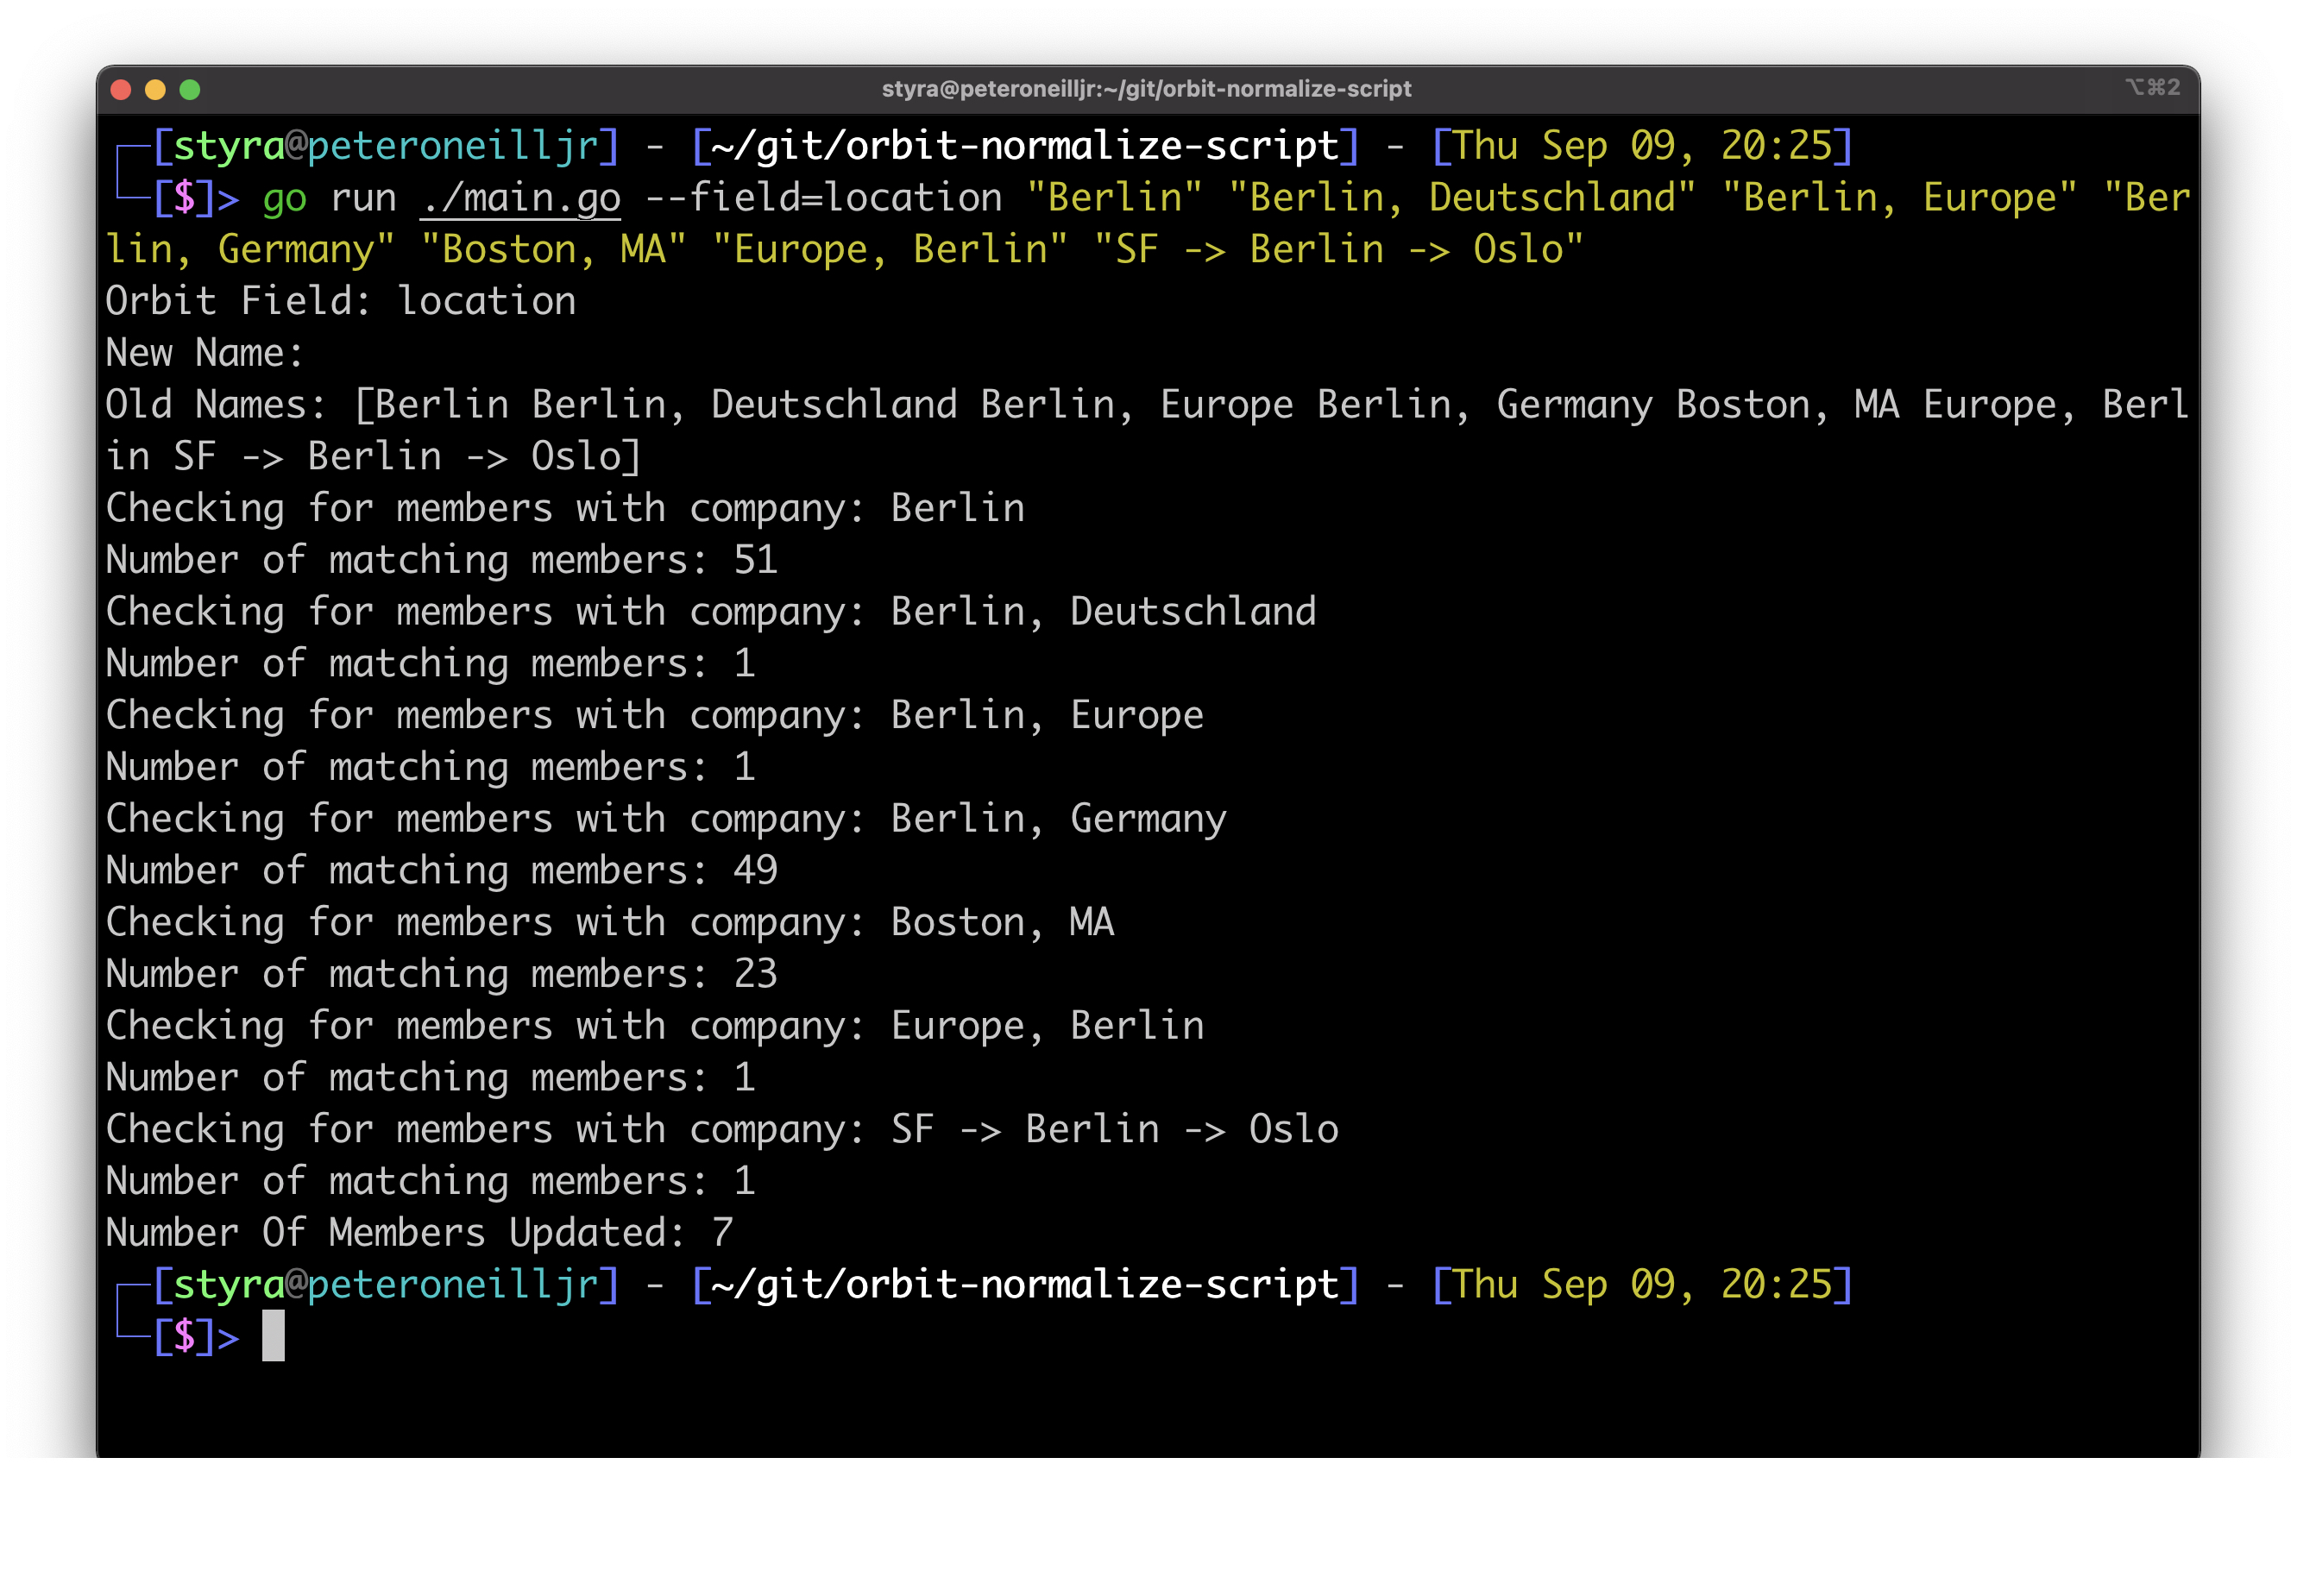 styra@peteroneilljr:~/git/orbit-normalize-script
⌥⌘2
[styra@peteroneilljr] - [~/git/orbit-normalize-script] - [Thu Sep 09, 20:25]
[$]> go run ./main.go --field=location "Berlin" "Berlin, Deutschland" "Berlin, Europe" "Ber
lin, Germany" "Boston, MA" "Europe, Berlin" "SF -> Berlin -> Oslo"
Orbit Field: location
New Name:
Old Names: [Berlin Berlin, Deutschland Berlin, Europe Berlin, Germany Boston, MA Europe, Berl
in SF -> Berlin -> Oslo]
Checking for members with company: Berlin
Number of matching members: 51
Checking for members with company: Berlin, Deutschland
Number of matching members: 1
Checking for members with company: Berlin, Europe
Number of matching members: 1
Checking for members with company: Berlin, Germany
Number of matching members: 49
Checking for members with company: Boston, MA
Number of matching members: 23
Checking for members with company: Europe, Berlin
Number of matching members: 1
Checking for members with company: SF -> Berlin -> Oslo
Number of matching members: 1
Number Of Members Updated: 7
[styra@peteroneilljr] - [~/git/orbit-normalize-script] - [Thu Sep 09, 20:25]
[$]>